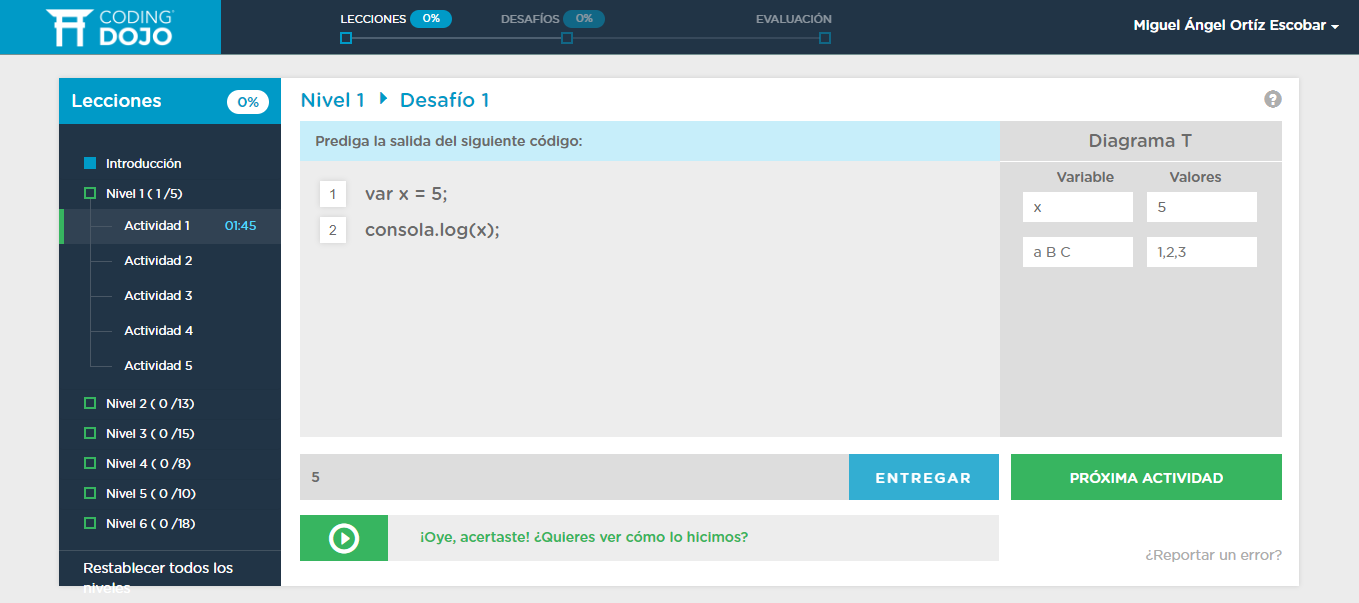 CODING
DOJO
LECCIONES 0%
DESAFÍOS 0%
EVALUACIÓN
Miguel Ángel Ortíz Escobar
Lecciones 0%
Introducción
Nivel 1 ( 1 /5)
Actividad 1 01:45
Actividad 2
Actividad 3
Actividad 4
Actividad 5
Nivel 2 ( 0 /13)
Nivel 3 ( 0 /15)
Nivel 4 ( 0 /8)
Nivel 5 ( 0 /10)
Nivel 6 ( 0 /18)
Restablecer todos los
niveles
Nivel 1 Desafío 1
?
Prediga la salida del siguiente código:
1 var x = 5;
2 consola.log(x);
Diagrama T
Variable Valores
x 5
a B C 1,2,3
5 ENTREGAR
PRÓXIMA ACTIVIDAD
¡Oye, acertaste! ¿Quieres ver cómo lo hicimos?
¿Reportar un error?